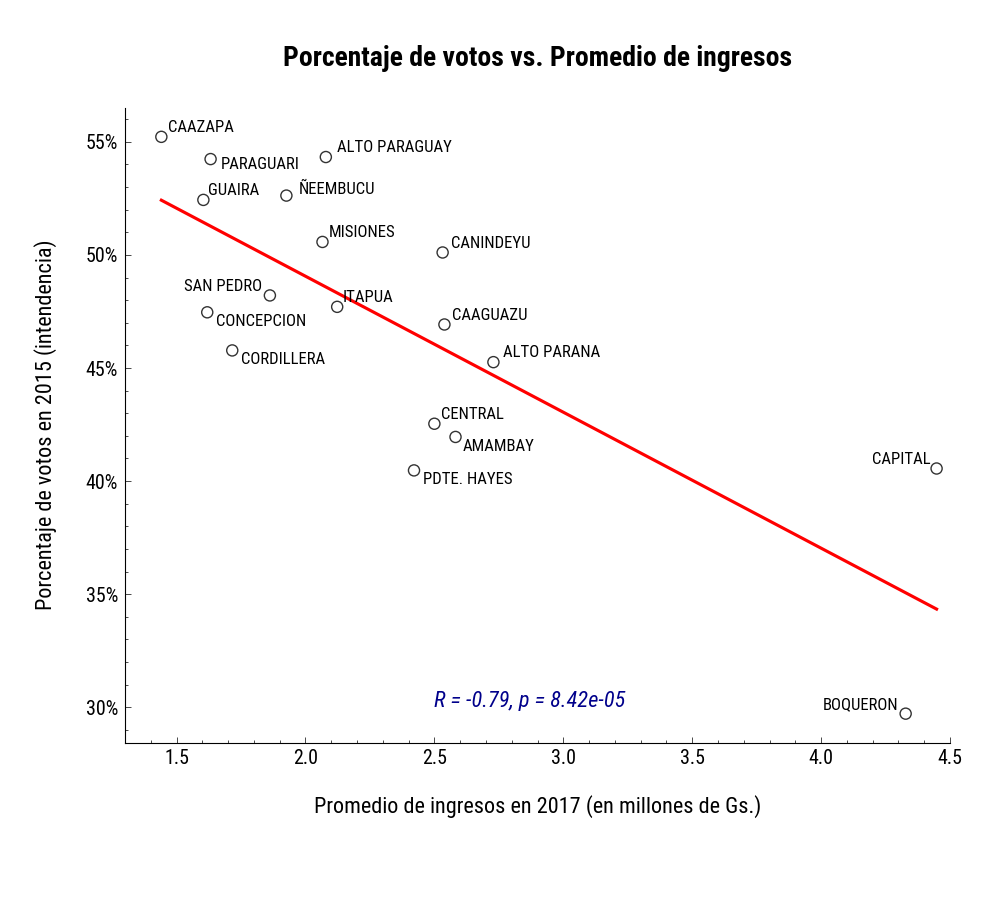 Porcentaje de votos vs. Promedio de ingresos
Porcentaje de votos en 2015 (intendencia)
55%
50%
45%
40%
35%
30%
CAAZAPA
ALTO PARAGUAY
PARAGUARI
GUAIRA
ÑEEMBUCU
MISIONES
CANINDEYU
SAN PEDRO
ITAPUA
CONCEPCION
CAAGUAZU
CORDILLERA
ALTO PARANA
CENTRAL
AMAMBAY
CAPITAL
PDTE. HAYES
R = -0.79, p = 8.42e-05
BOQUERON
1.5 2.0 2.5 3.0 3.5 4.0 4.5
Promedio de ingresos en 2017 (en millones de Gs.)